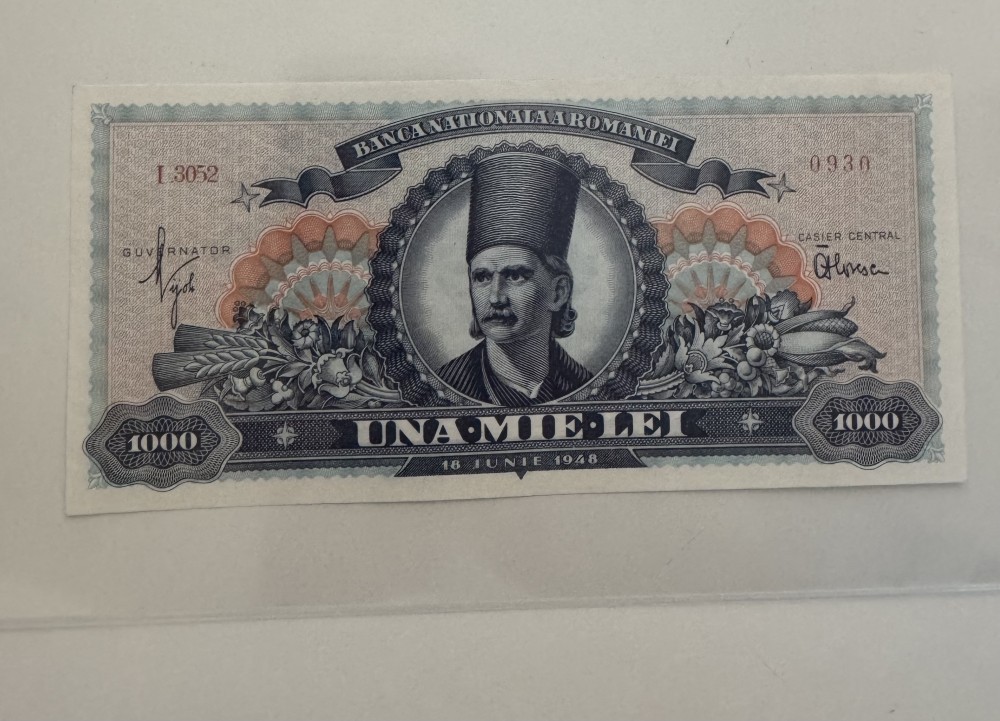 BANCA NATIONALA A ROMANIEI
I.3052
0930
GUVERNATOR
CASIER CENTRAL
1000
UNA·MIE·LEI
1000
18 IUNIE 1948